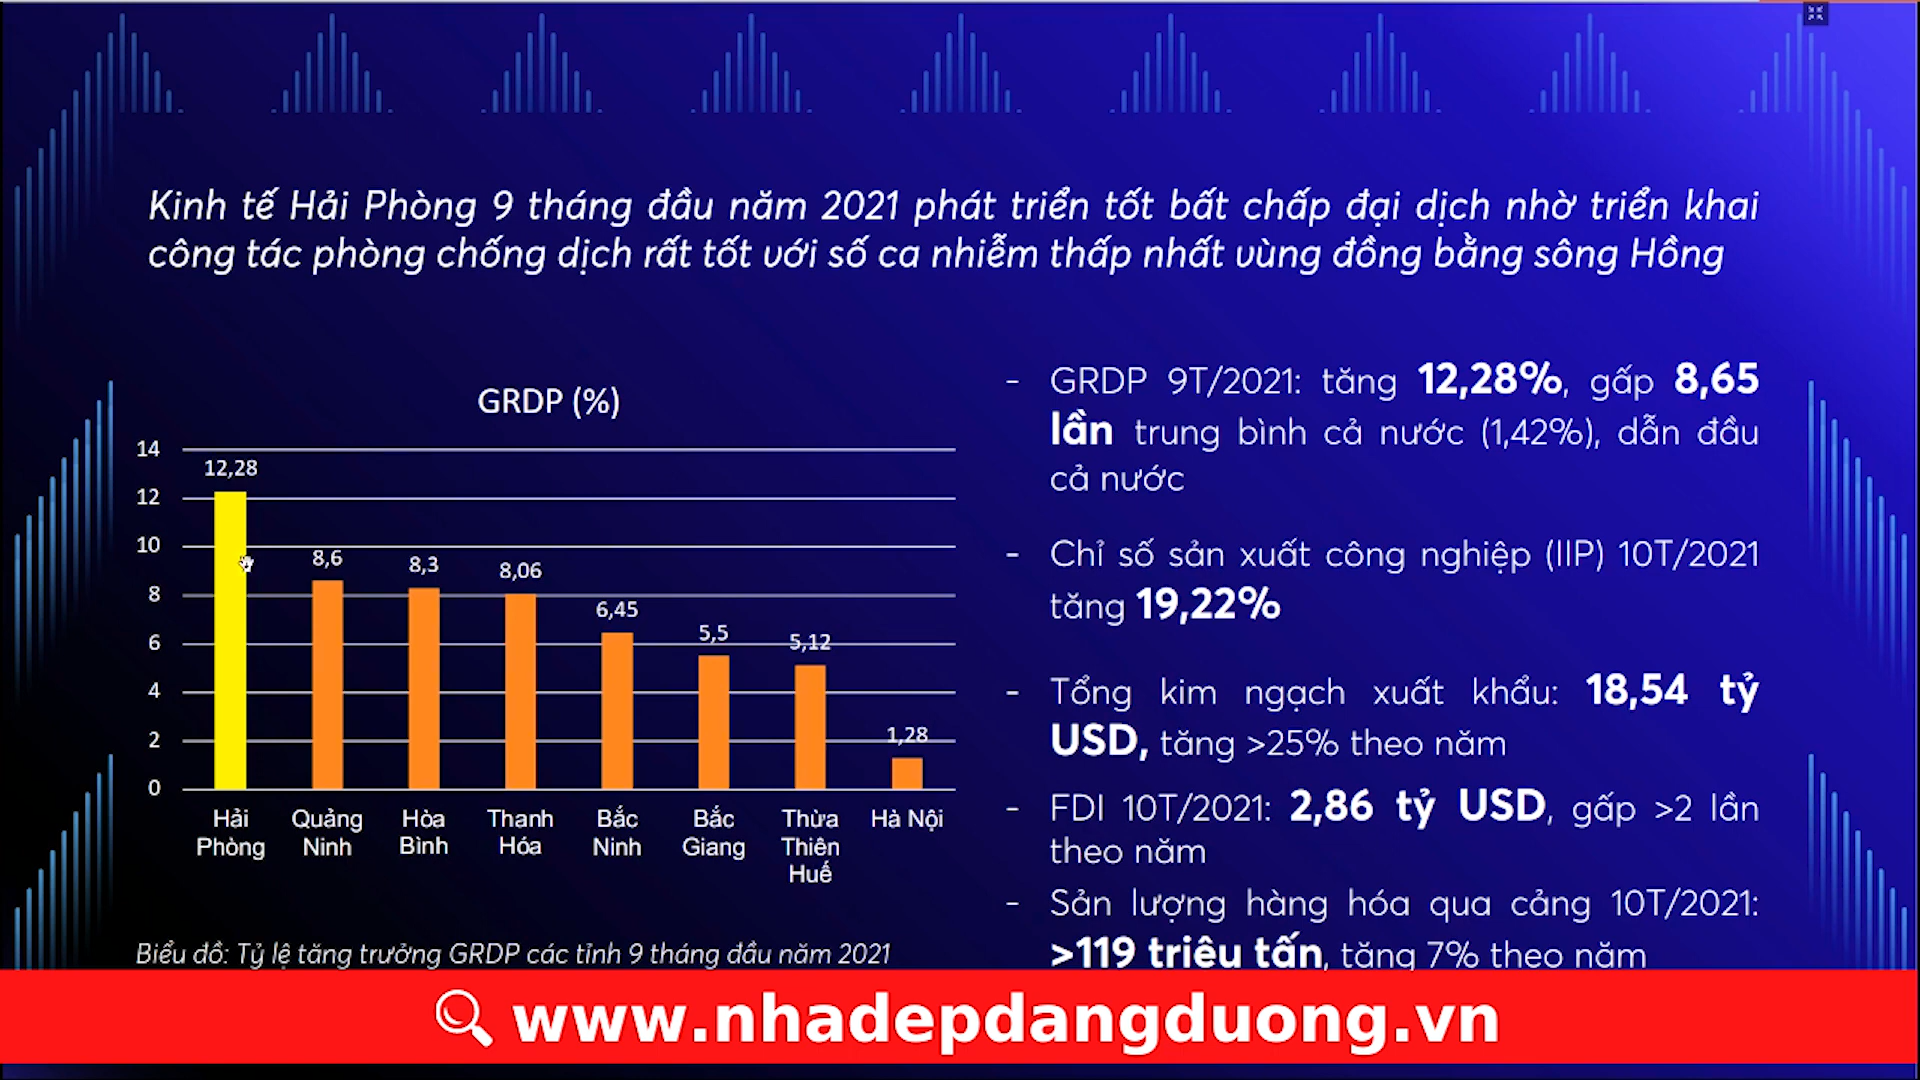 Kinh tế Hải Phòng 9 tháng đầu năm 2021 phát triển tốt bất chấp đại dịch nhờ triển khai
công tác phòng chống dịch rất tốt với số ca nhiễm thấp nhất vùng đồng bằng sông Hồng
GRDP (%)
14
12
10
8
6
4
2
0
12,28
8,6
8,3
8,06
6,45
5,5
5,12
1,28
Hải Phòng
Quảng Ninh
Hòa Bình
Thanh Hóa
Bắc Ninh
Bắc Giang
Thừa Thiên Huế
Hà Nội
Biểu đồ: Tỷ lệ tăng trưởng GRDP các tỉnh 9 tháng đầu năm 2021
- GRDP 9T/2021: tăng 12,28%, gấp 8,65
lần trung bình cả nước (1,42%), dẫn đầu
cả nước
- Chỉ số sản xuất công nghiệp (IIP) 10T/2021
tăng 19,22%
- Tổng kim ngạch xuất khẩu: 18,54 tỷ
USD, tăng >25% theo năm
- FDI 10T/2021: 2,86 tỷ USD, gấp >2 lần
theo năm
- Sản lượng hàng hóa qua cảng 10T/2021:
>119 triệu tấn, tăng 7% theo năm
www.nhadepdangduong.vn